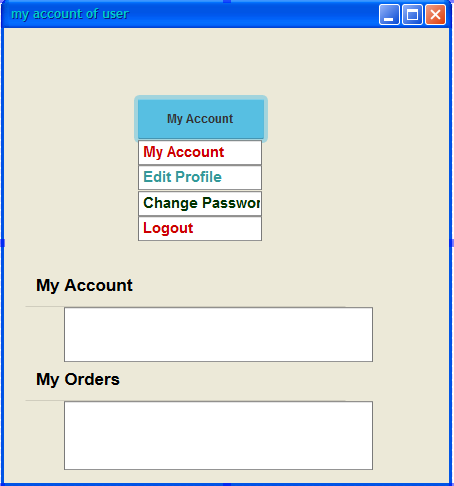 my account of user
My Account
My Account
Edit Profile
Change Passwor
Logout
My Account
My Orders